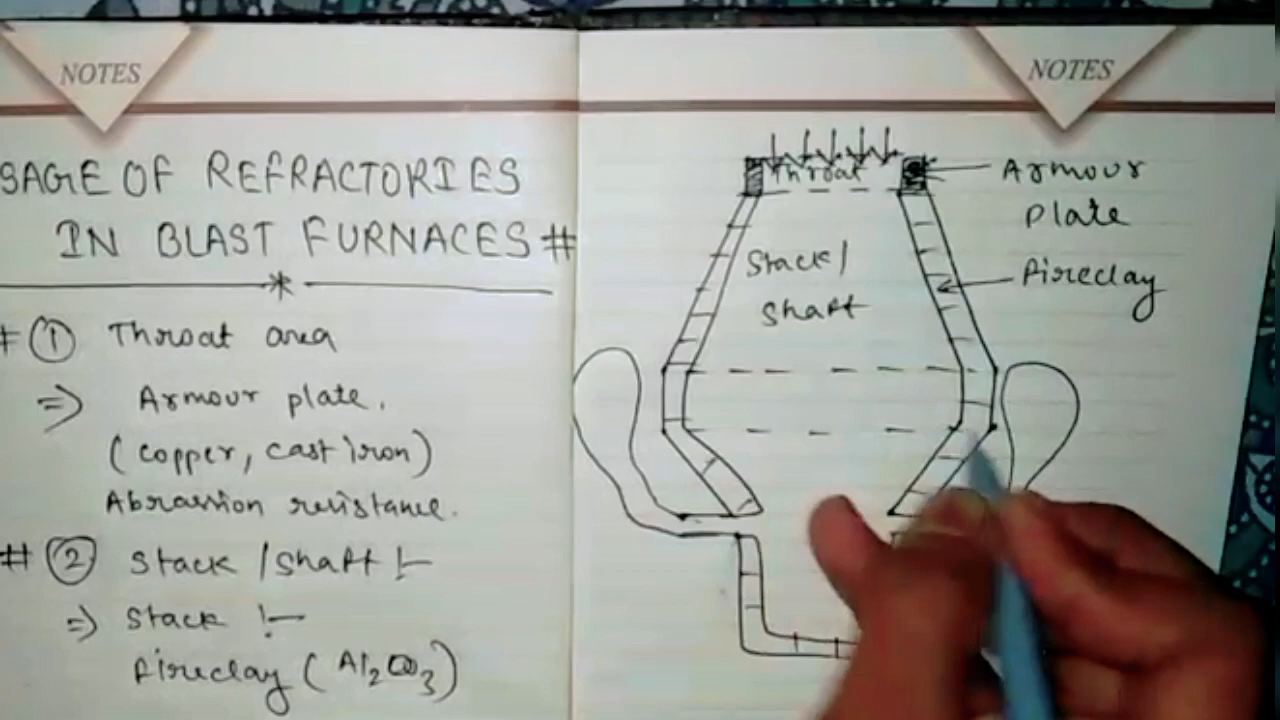 NOTES
SAGE OF REFRACTORIES
IN BLAST FURNACES #
# ① Throat area
=> Armour plate.
(copper, cast iron)
Abrassion resistance.
# ② Stack / shaft :-
=> Stack :-
fireclay (Al2O3)
NOTES
Throat
Armour
plate
Stack/
shaft
fireclay